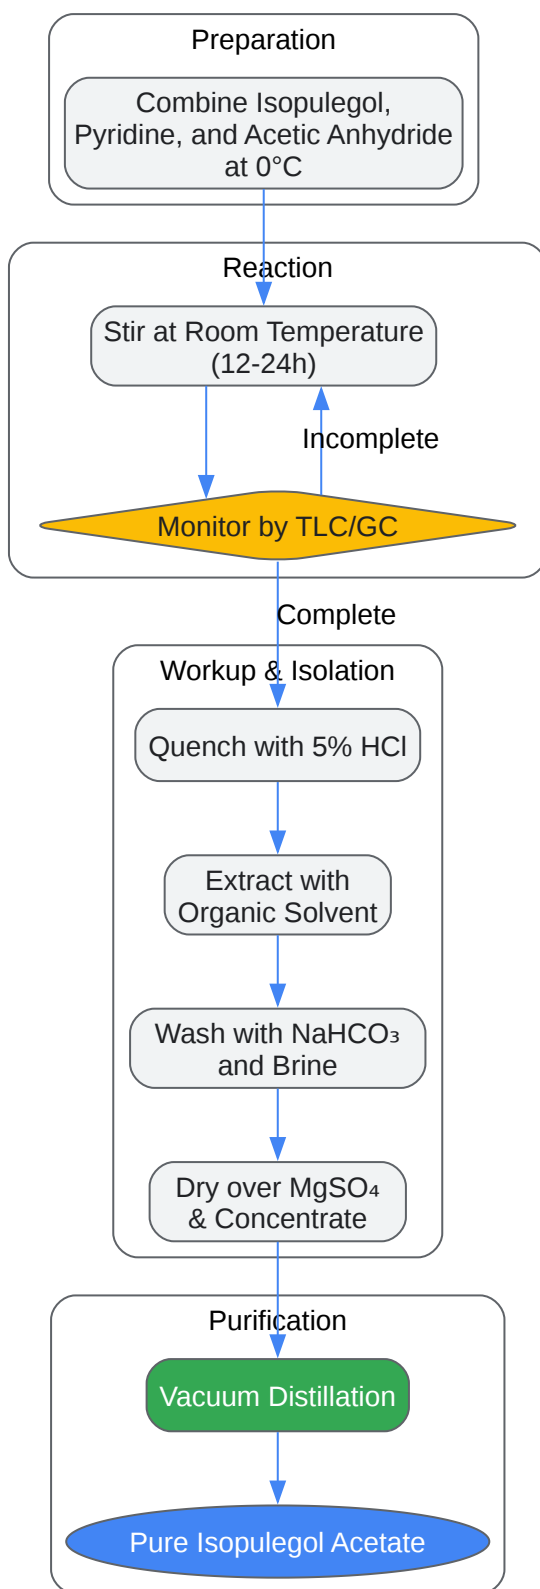 Preparation
Combine Isopulegol,
Pyridine, and Acetic Anhydride
at 0°C
Reaction
Stir at Room Temperature
(12-24h)
Incomplete
Monitor by TLC/GC
Complete
Workup & Isolation
Quench with 5% HCl
Extract with
Organic Solvent
Wash with NaHCO₃
and Brine
Dry over MgSO₄
& Concentrate
Purification
Vacuum Distillation
Pure Isopulegol Acetate